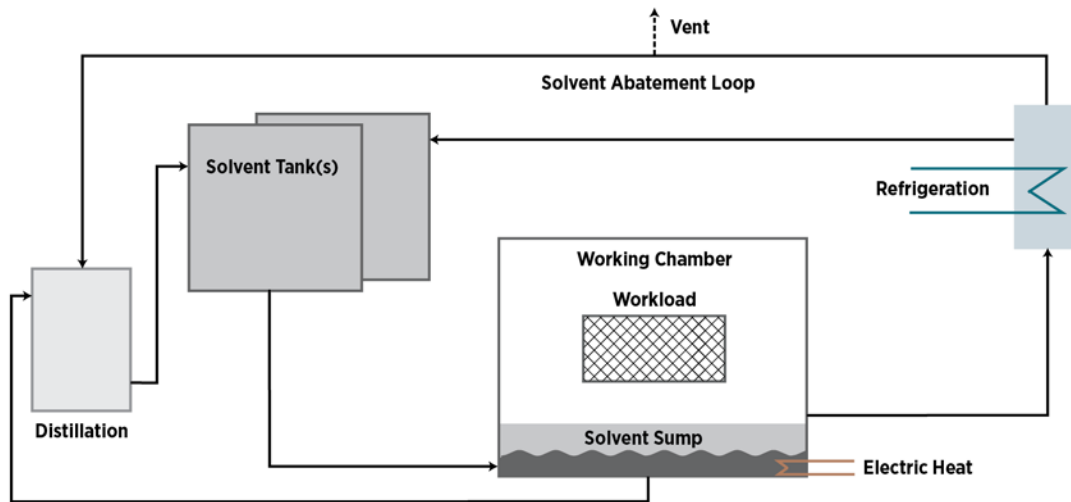 Vent
Solvent Abatement Loop
Solvent Tank(s)
Refrigeration
Working Chamber
Workload
Distillation
Solvent Sump
Electric Heat